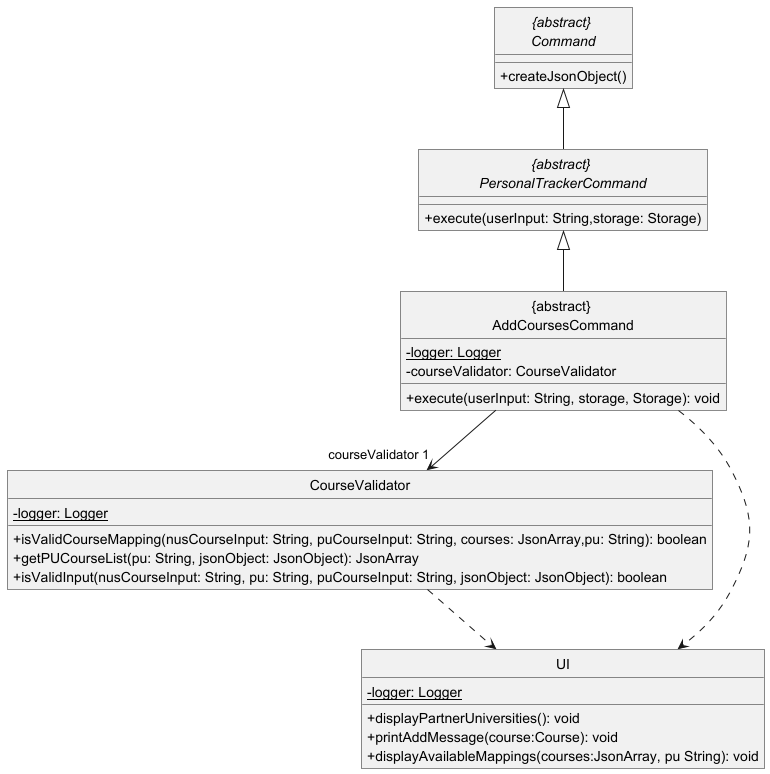 {abstract}
Command
+createJsonObject()
{abstract}
PersonalTrackerCommand
+execute(userInput: String,storage: Storage)
{abstract}
AddCoursesCommand
-logger: Logger
-courseValidator: CourseValidator
+execute(userInput: String, storage, Storage): void
courseValidator 1
CourseValidator
-logger: Logger
+isValidCourseMapping(nusCourseInput: String, puCourseInput: String, courses: JsonArray,pu: String): boolean
+getPUCourseList(pu: String, jsonObject: JsonObject): JsonArray
+isValidInput(nusCourseInput: String, pu: String, puCourseInput: String, jsonObject: JsonObject): boolean
UI
-logger: Logger
+displayPartnerUniversities(): void
+printAddMessage(course:Course): void
+displayAvailableMappings(courses:JsonArray, pu String): void